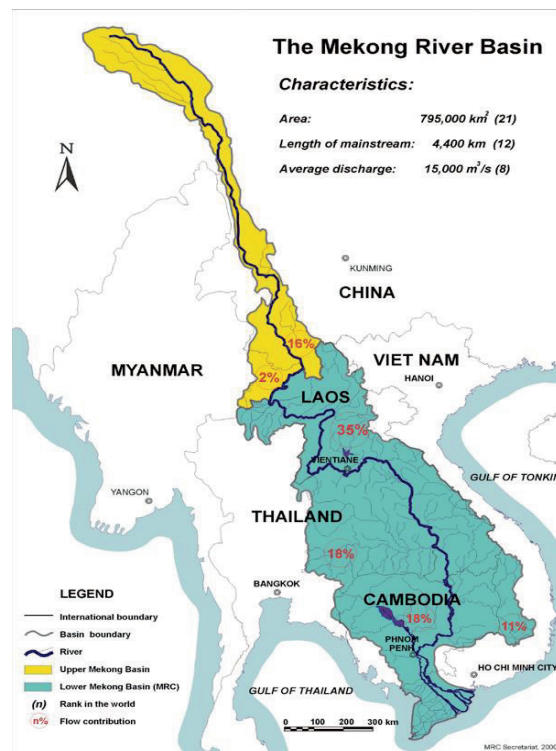 The Mekong River Basin
Characteristics:
Area: 795,000 km² (21)
Length of mainstream: 4,400 km (12)
Average discharge: 15,000 m³/s (8)
N
KUNMING
CHINA
16%
MYANMAR
2%
VIET NAM
HANOI
LAOS
35%
VIENTIANE
GULF OF TONKIN
YANGON
THAILAND
18%
BANGKOK
CAMBODIA
18%
11%
PHNOM
PENH
HO CHI MINH CITY
GULF OF THAILAND
LEGEND
International boundary
Basin boundary
River
Upper Mekong Basin
Lower Mekong Basin (MRC)
(n) Rank in the world
n% Flow contribution
0 100 200 300 km
MRC Secretariat,